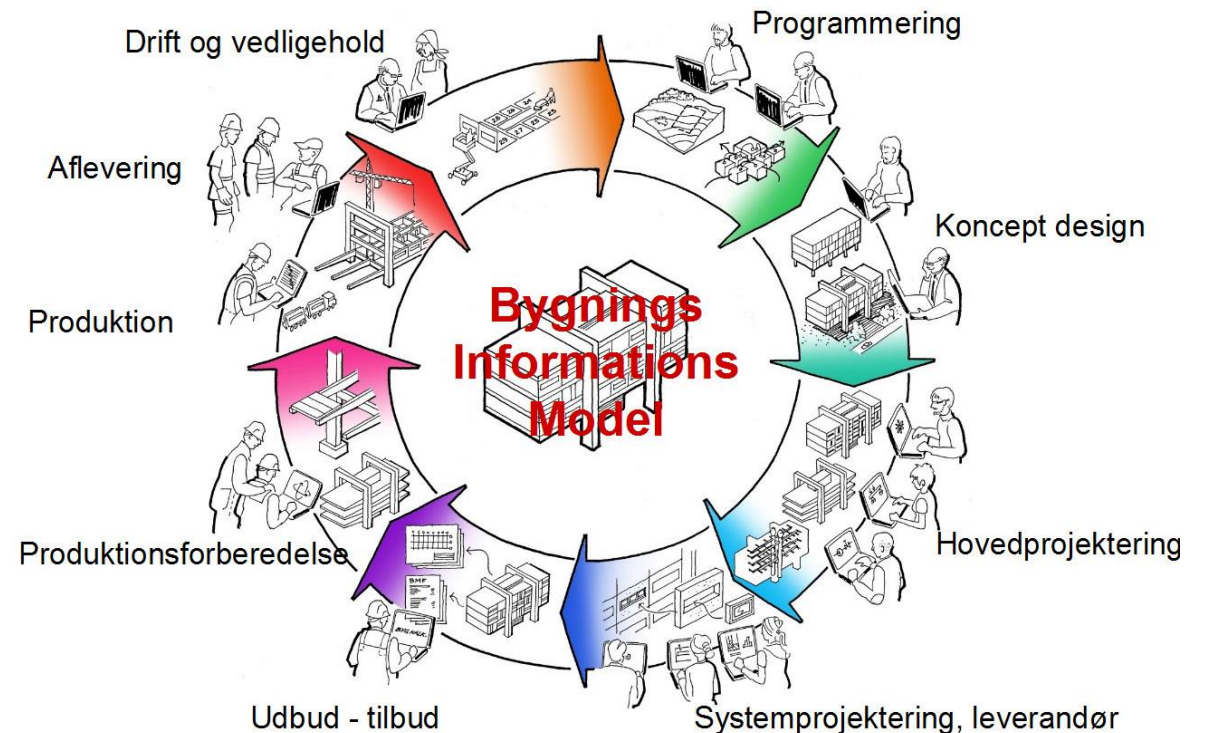 Programmering
Drift og vedligehold
Aflevering
Koncept design
Bygnings
Informations
Model
Produktion
Hovedprojektering
Produktionsforberedelse
Udbud - tilbud
Systemprojektering, leverandør